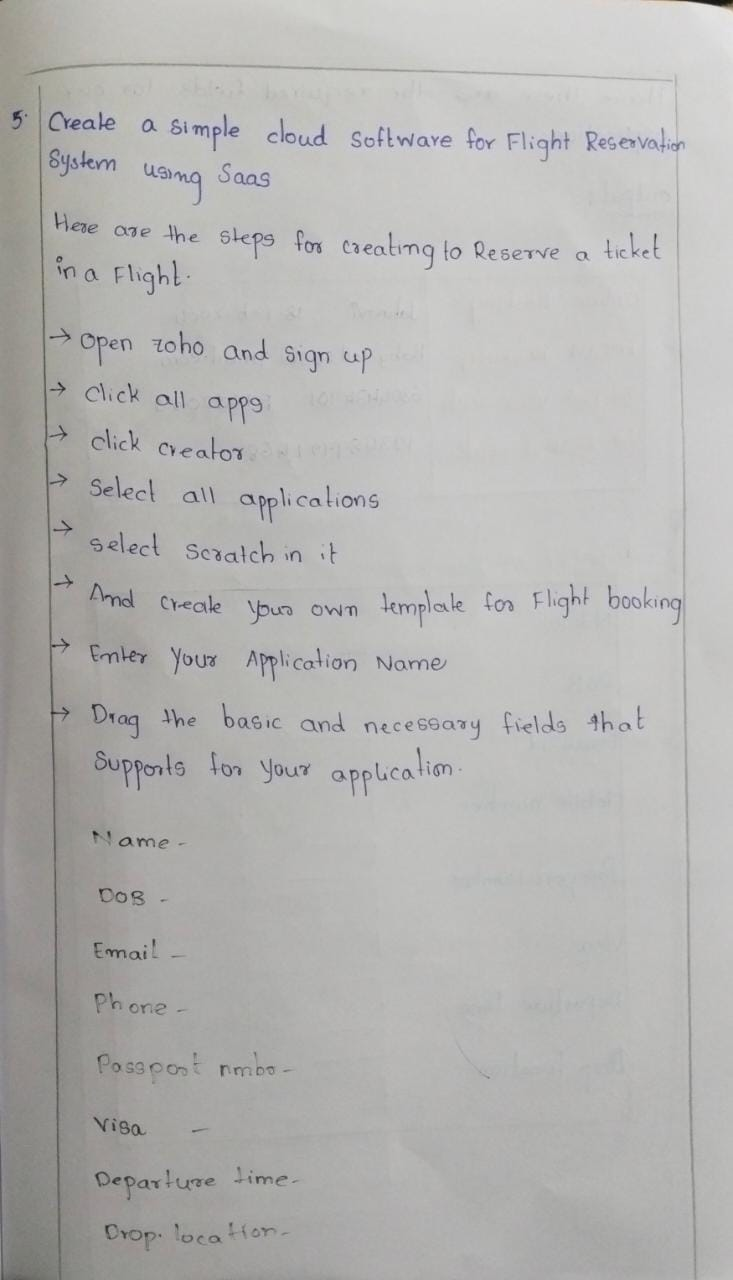 5. Create a simple cloud Software for Flight Reservation
System using Saas
Here are the steps for creating to Reserve a ticket
in a Flight.
→ Open zoho and sign up
→ click all apps
→ click creator
→ Select all applications
→ select scratch in it
→ And create your own template for Flight booking
→ Enter your Application Name
→ Drag the basic and necessary fields that
Supports for your application.
Name -
DOB -
Email -
Phone -
Passport nmbo -
Visa -
Departure time -
Drop. location -